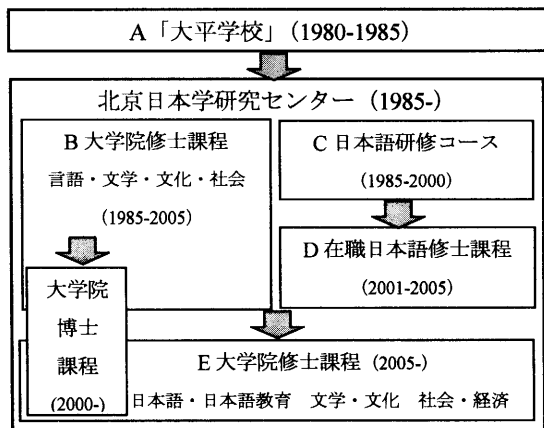 A「大平学校」(1980-1985)
北京日本学研究センター (1985-)
B 大学院修士課程
言語・文学・文化・社会
(1985-2005)
C 日本語研修コース
(1985-2000)
D 在職日本語修士課程
(2001-2005)
大学院
博士
課程
(2000-)
E 大学院修士課程 (2005-)
日本語・日本語教育 文学・文化 社会・経済